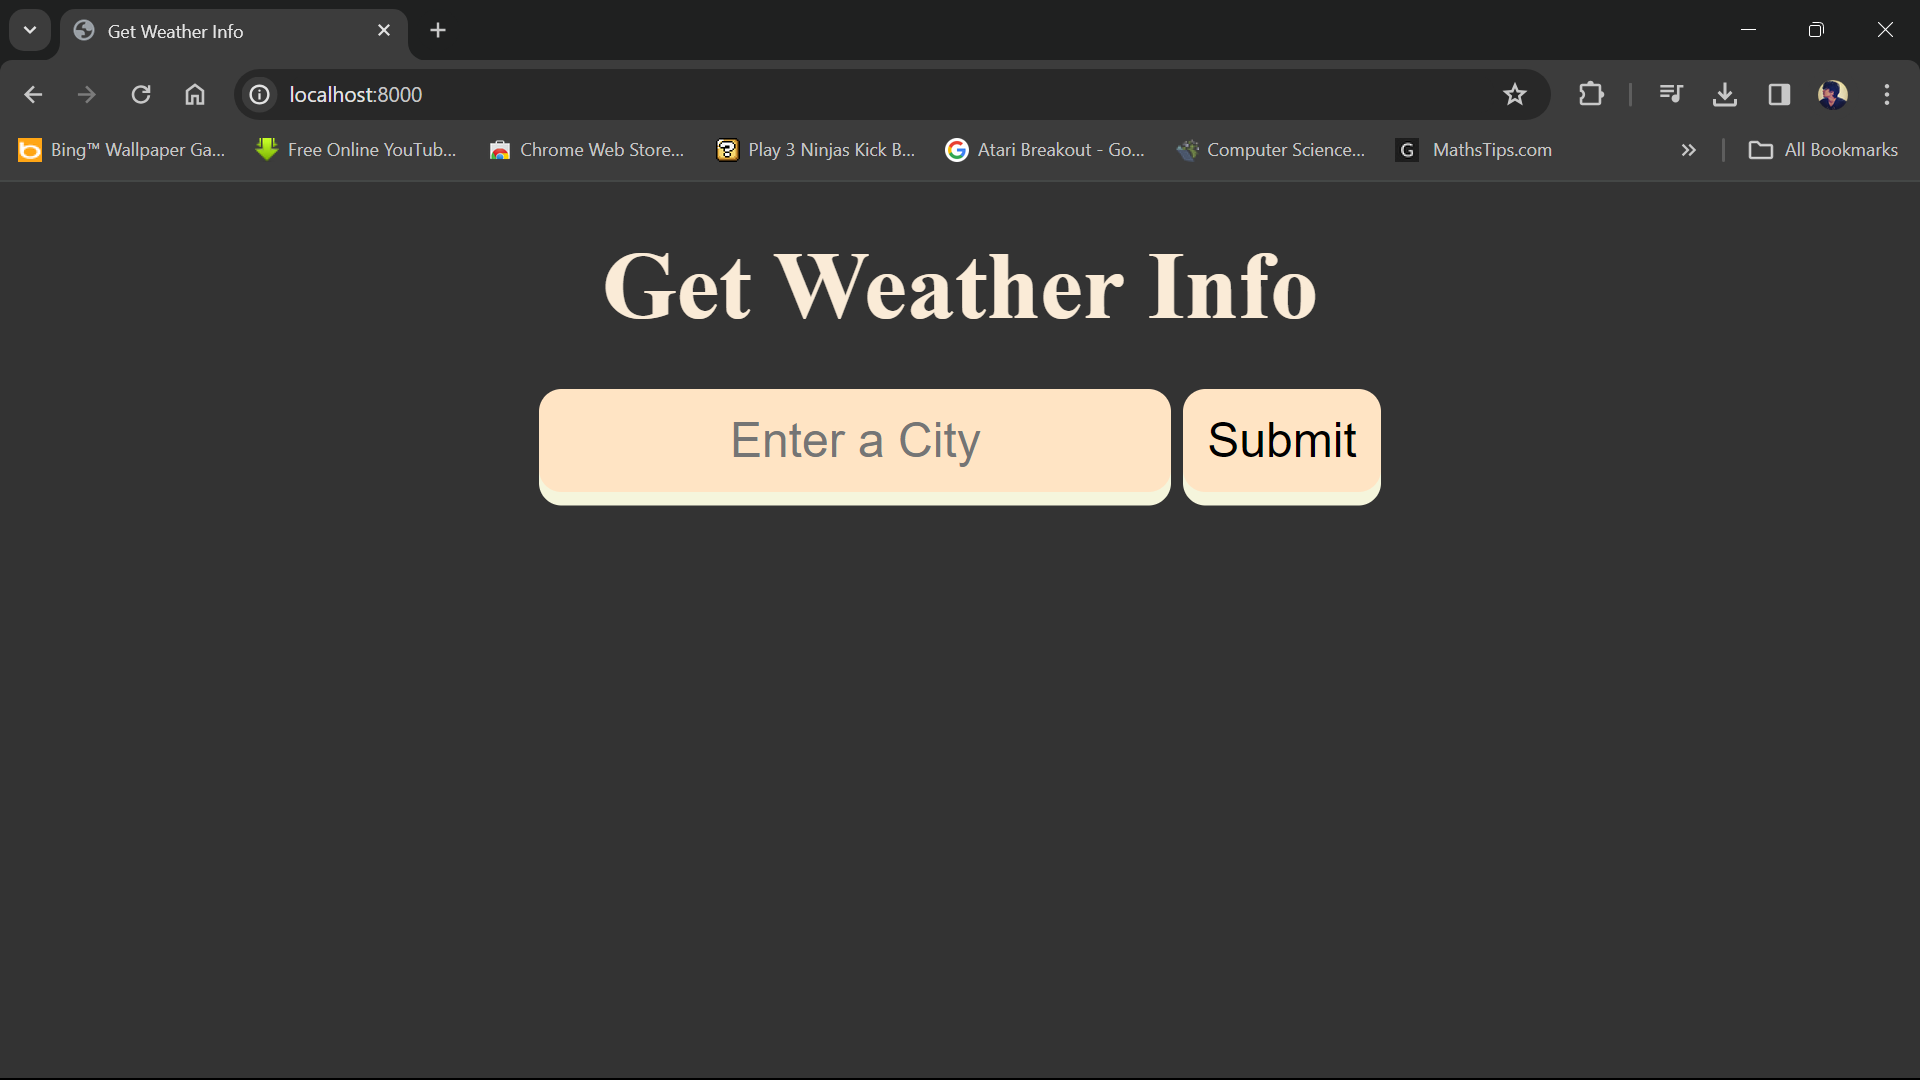 Get Weather Info
localhost:8000
Bing™ Wallpaper Ga... Free Online YouTub... Chrome Web Store... Play 3 Ninjas Kick B... Atari Breakout - Go... Computer Science... G MathsTips.com All Bookmarks
Get Weather Info
Enter a City Submit